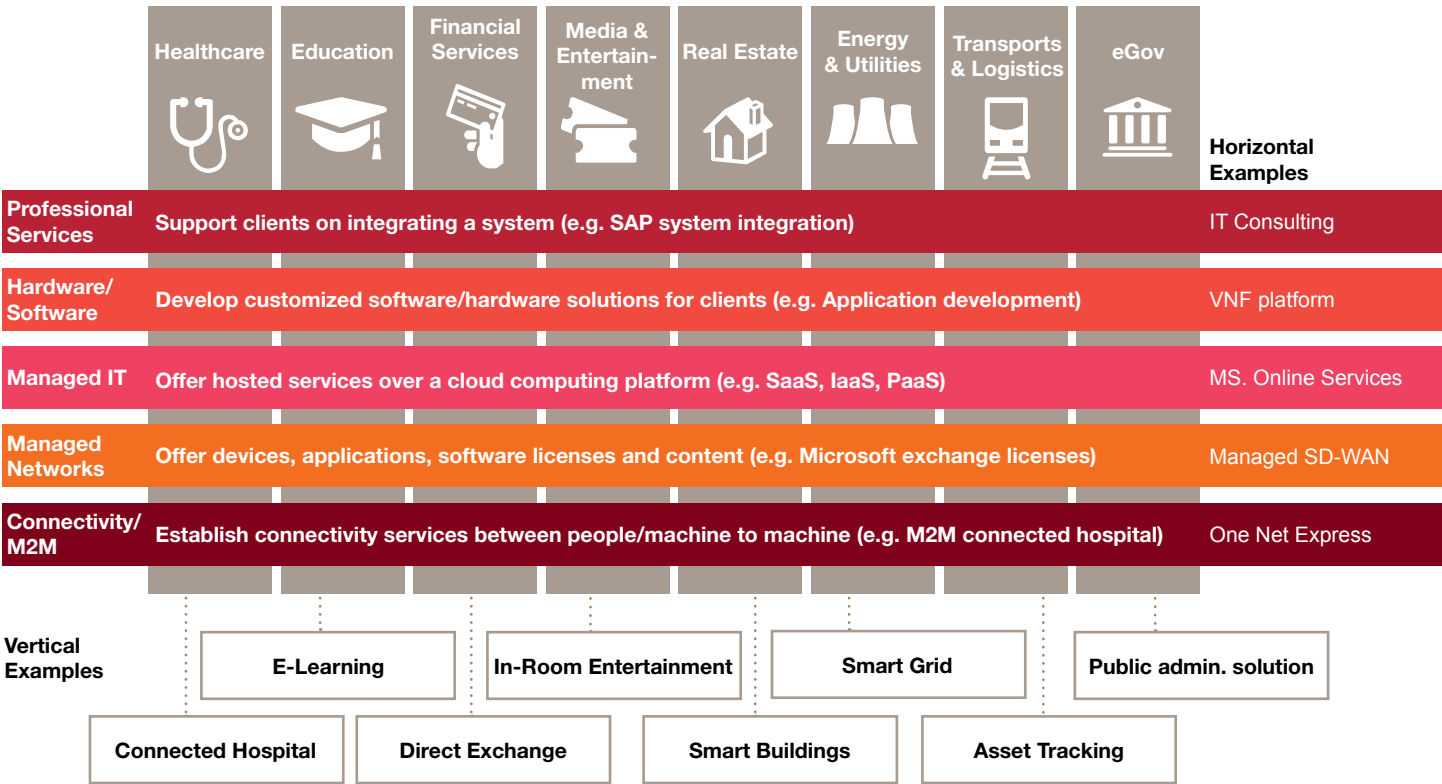 Healthcare
Education
Financial
Services
Media &
Entertain-
ment
Real Estate
Energy
& Utilities
Transports
& Logistics
eGov
Horizontal
Examples
Professional
Services
Support clients on integrating a system (e.g. SAP system integration)
IT Consulting
Hardware/
Software
Develop customized software/hardware solutions for clients (e.g. Application development)
VNF platform
Managed IT
Offer hosted services over a cloud computing platform (e.g. SaaS, IaaS, PaaS)
MS. Online Services
Managed
Networks
Offer devices, applications, software licenses and content (e.g. Microsoft exchange licenses)
Managed SD-WAN
Connectivity/
M2M
Establish connectivity services between people/machine to machine (e.g. M2M connected hospital)
One Net Express
Vertical
Examples
E-Learning
In-Room Entertainment
Smart Grid
Public admin. solution
Connected Hospital
Direct Exchange
Smart Buildings
Asset Tracking